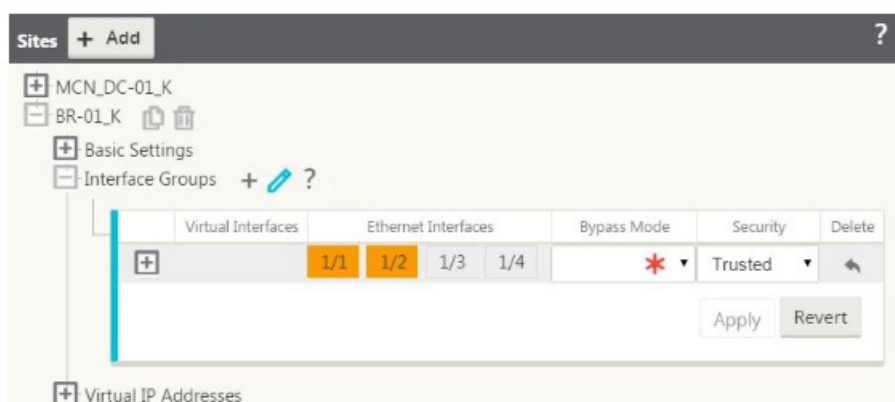 Sites + Add ?
MCN_DC-01_K
BR-01_K
Basic Settings
Interface Groups + ?
Virtual Interfaces Ethernet Interfaces Bypass Mode Security Delete
1/1 1/2 1/3 1/4 * Trusted
Apply Revert
Virtual IP Addresses